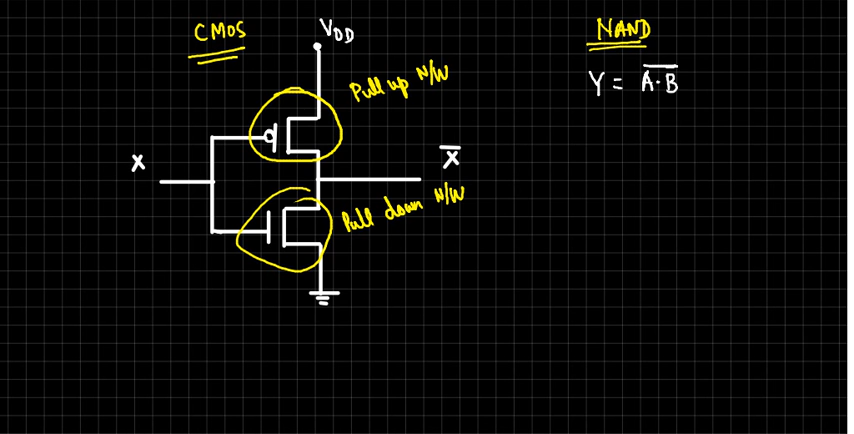 CMOS
VDD
Pull up N/W
X
X̅
Pull down N/W
NAND
Y = A̅·̅B̅